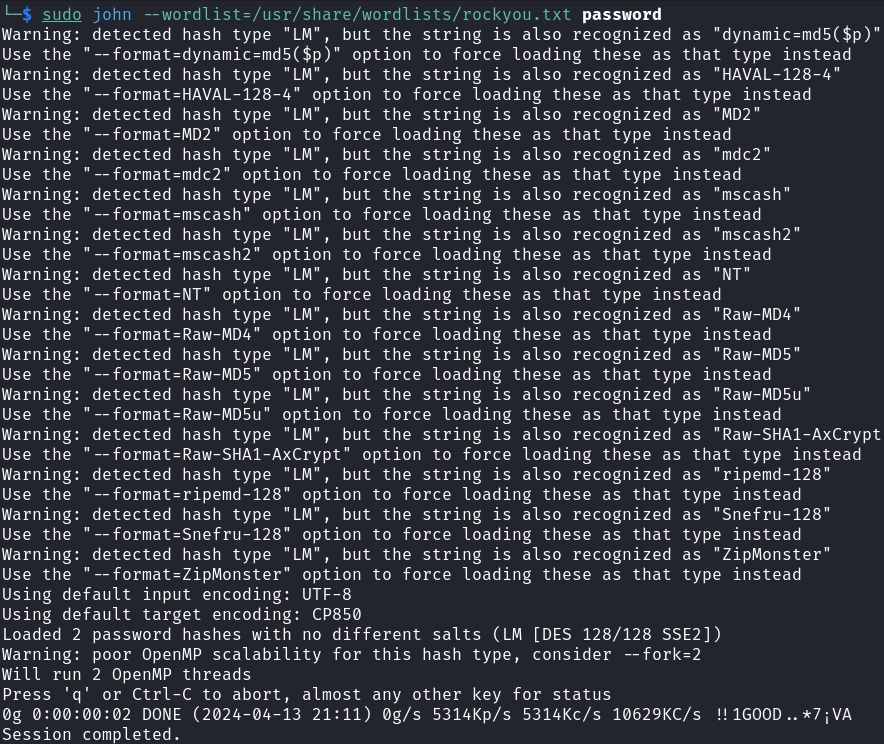 └─$ sudo john --wordlist=/usr/share/wordlists/rockyou.txt password
Warning: detected hash type "LM", but the string is also recognized as "dynamic=md5($p)"
Use the "--format=dynamic=md5($p)" option to force loading these as that type instead
Warning: detected hash type "LM", but the string is also recognized as "HAVAL-128-4"
Use the "--format=HAVAL-128-4" option to force loading these as that type instead
Warning: detected hash type "LM", but the string is also recognized as "MD2"
Use the "--format=MD2" option to force loading these as that type instead
Warning: detected hash type "LM", but the string is also recognized as "mdc2"
Use the "--format=mdc2" option to force loading these as that type instead
Warning: detected hash type "LM", but the string is also recognized as "mscash"
Use the "--format=mscash" option to force loading these as that type instead
Warning: detected hash type "LM", but the string is also recognized as "mscash2"
Use the "--format=mscash2" option to force loading these as that type instead
Warning: detected hash type "LM", but the string is also recognized as "NT"
Use the "--format=NT" option to force loading these as that type instead
Warning: detected hash type "LM", but the string is also recognized as "Raw-MD4"
Use the "--format=Raw-MD4" option to force loading these as that type instead
Warning: detected hash type "LM", but the string is also recognized as "Raw-MD5"
Use the "--format=Raw-MD5" option to force loading these as that type instead
Warning: detected hash type "LM", but the string is also recognized as "Raw-MD5u"
Use the "--format=Raw-MD5u" option to force loading these as that type instead
Warning: detected hash type "LM", but the string is also recognized as "Raw-SHA1-AxCrypt
Use the "--format=Raw-SHA1-AxCrypt" option to force loading these as that type instead
Warning: detected hash type "LM", but the string is also recognized as "ripemd-128"
Use the "--format=ripemd-128" option to force loading these as that type instead
Warning: detected hash type "LM", but the string is also recognized as "Snefru-128"
Use the "--format=Snefru-128" option to force loading these as that type instead
Warning: detected hash type "LM", but the string is also recognized as "ZipMonster"
Use the "--format=ZipMonster" option to force loading these as that type instead
Using default input encoding: UTF-8
Using default target encoding: CP850
Loaded 2 password hashes with no different salts (LM [DES 128/128 SSE2])
Warning: poor OpenMP scalability for this hash type, consider --fork=2
Will run 2 OpenMP threads
Press 'q' or Ctrl-C to abort, almost any other key for status
0g 0:00:00:02 DONE (2024-04-13 21:11) 0g/s 5314Kp/s 5314Kc/s 10629KC/s !!1GOOD..*7¡VA
Session completed.